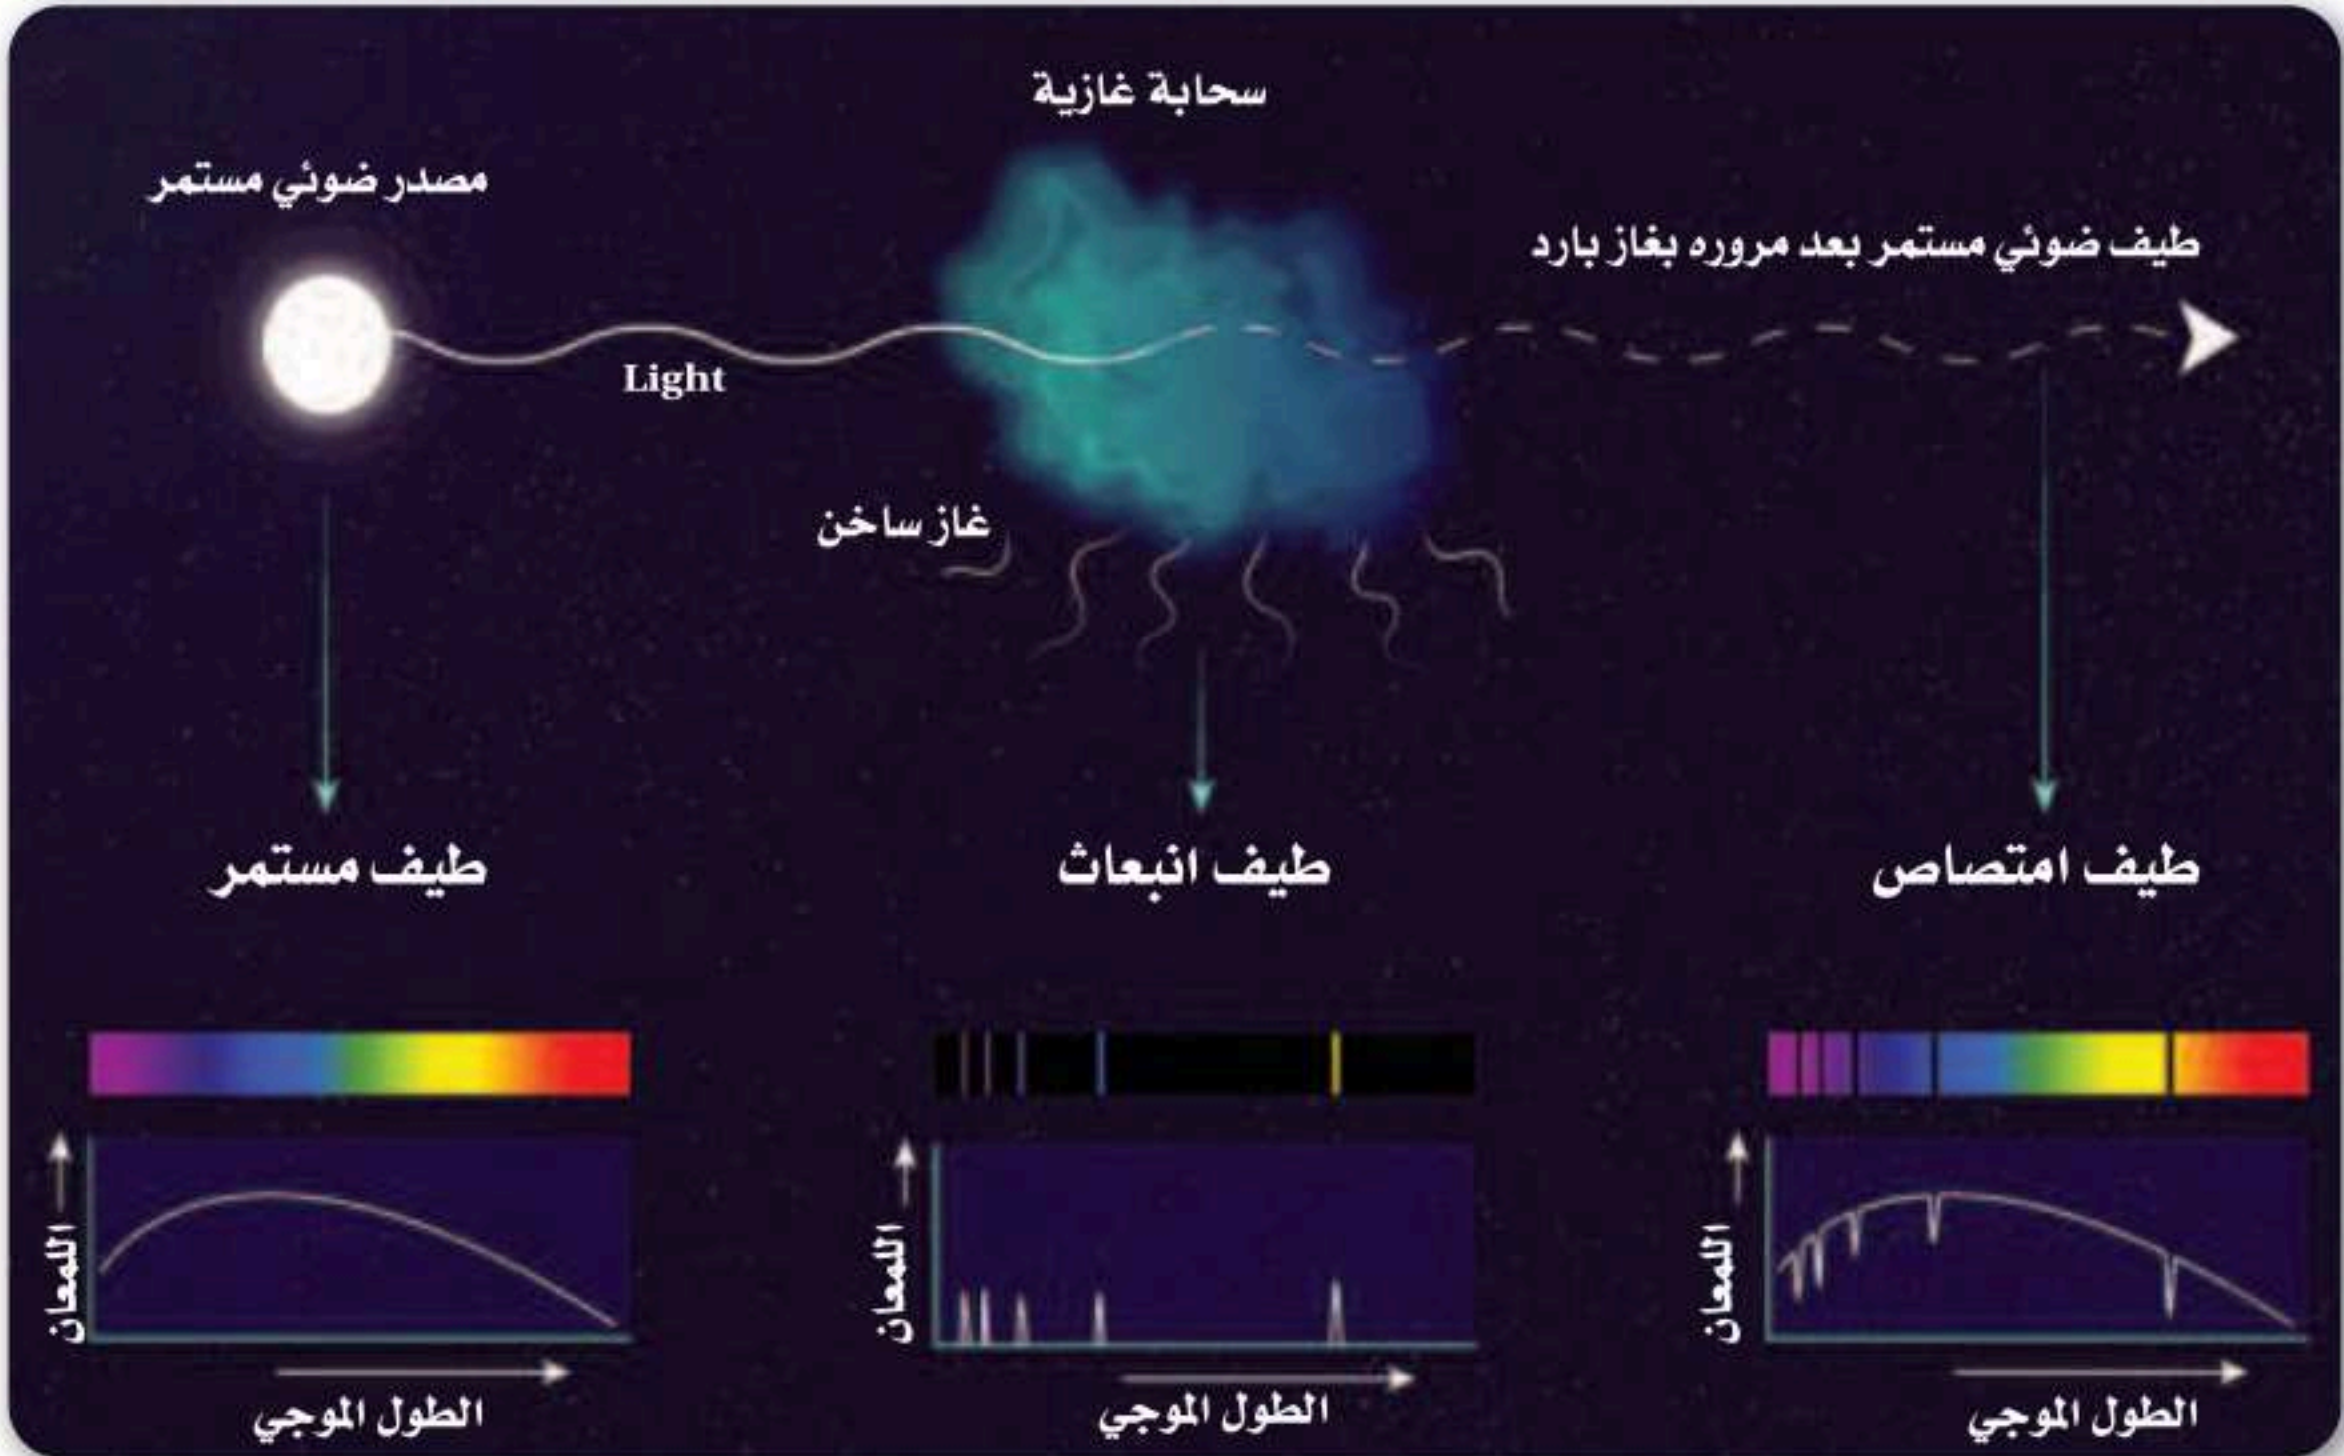 سحابة غازية
مصدر ضوئي مستمر
طيف ضوئي مستمر بعد مروره بغاز بارد
Light
غاز ساخن
طيف امتصاص
طيف انبعاث
طيف مستمر
اللمعان
اللمعان
اللمعان
الطول الموجي
الطول الموجي
الطول الموجي